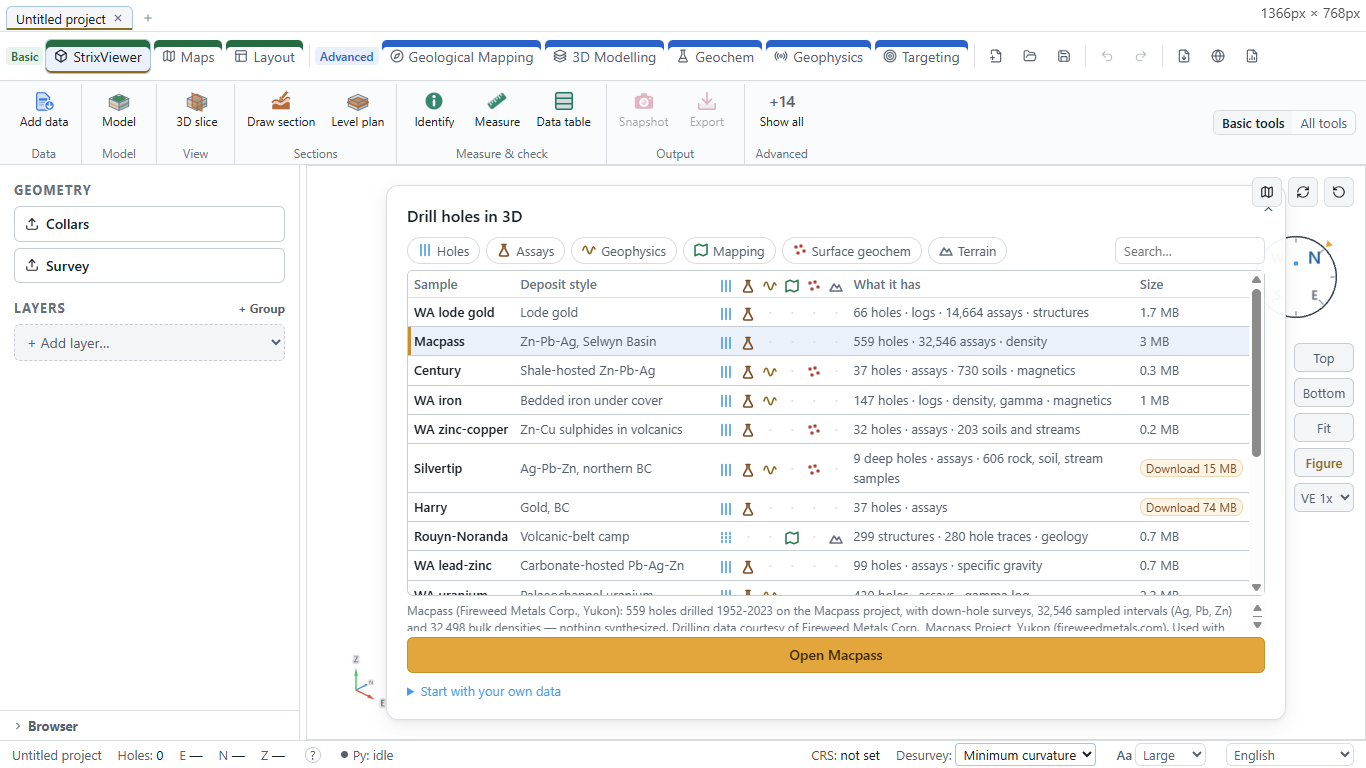 Untitled project × +
1366px × 768px
Basic StrixViewer Maps Layout Advanced Geological Mapping 3D Modelling Geochem Geophysics Targeting
Add data Model 3D slice Draw section Level plan Identify Measure Data table Snapshot Export +14 Show all
Basic tools All tools
Data Model View Sections Measure & check Output Advanced
GEOMETRY
Collars
Survey
LAYERS + Group
+ Add layer...
Browser
Drill holes in 3D
Holes Assays Geophysics Mapping Surface geochem Terrain Search...
Sample Deposit style What it has Size
WA lode gold Lode gold 66 holes · logs · 14,664 assays · structures 1.7 MB
Macpass Zn-Pb-Ag, Selwyn Basin 559 holes · 32,546 assays · density 3 MB
Century Shale-hosted Zn-Pb-Ag 37 holes · assays · 730 soils · magnetics 0.3 MB
WA iron Bedded iron under cover 147 holes · logs · density, gamma · magnetics 1 MB
WA zinc-copper Zn-Cu sulphides in volcanics 32 holes · assays · 203 soils and streams 0.2 MB
Silvertip Ag-Pb-Zn, northern BC 9 deep holes · assays · 606 rock, soil, stream
samples Download 15 MB
Harry Gold, BC 37 holes · assays Download 74 MB
Rouyn-Noranda Volcanic-belt camp 299 structures · 280 hole traces · geology 0.7 MB
WA lead-zinc Carbonate-hosted Pb-Ag-Zn 99 holes · assays · specific gravity 0.7 MB
Macpass (Fireweed Metals Corp., Yukon): 559 holes drilled 1952-2023 on the Macpass project, with down-hole surveys, 32,546 sampled intervals (Ag, Pb, Zn)
and 32,498 bulk densities — nothing synthesized. Drilling data courtesy of Fireweed Metals Corp., Macpass Project, Yukon (fireweedmetals.com). Used with
Open Macpass
Start with your own data
N
E
Top
Bottom
Fit
Figure
VE 1x
Z
N
E
Untitled project Holes: 0 E — N — Z — ? Py: idle CRS: not set Desurvey: Minimum curvature Aa Large English